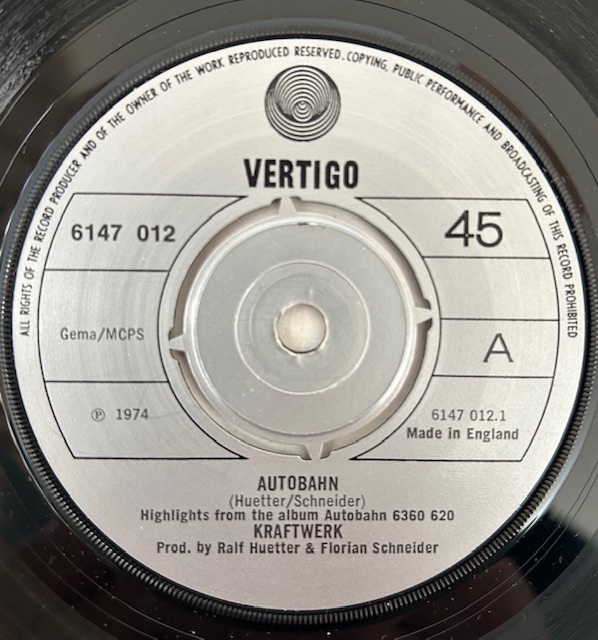 ALL RIGHTS OF THE RECORD PRODUCER AND OF THE OWNER OF THE WORK REPRODUCED RESERVED. COPYING, PUBLIC PERFORMANCE AND BROADCASTING OF THIS RECORD PROHIBITED
VERTIGO
6147 012
45
Gema/MCPS
A
℗ 1974
6147 012.1
Made in England
AUTOBAHN
(Huetter/Schneider)
Highlights from the album Autobahn 6360 620
KRAFTWERK
Prod. by Ralf Huetter & Florian Schneider